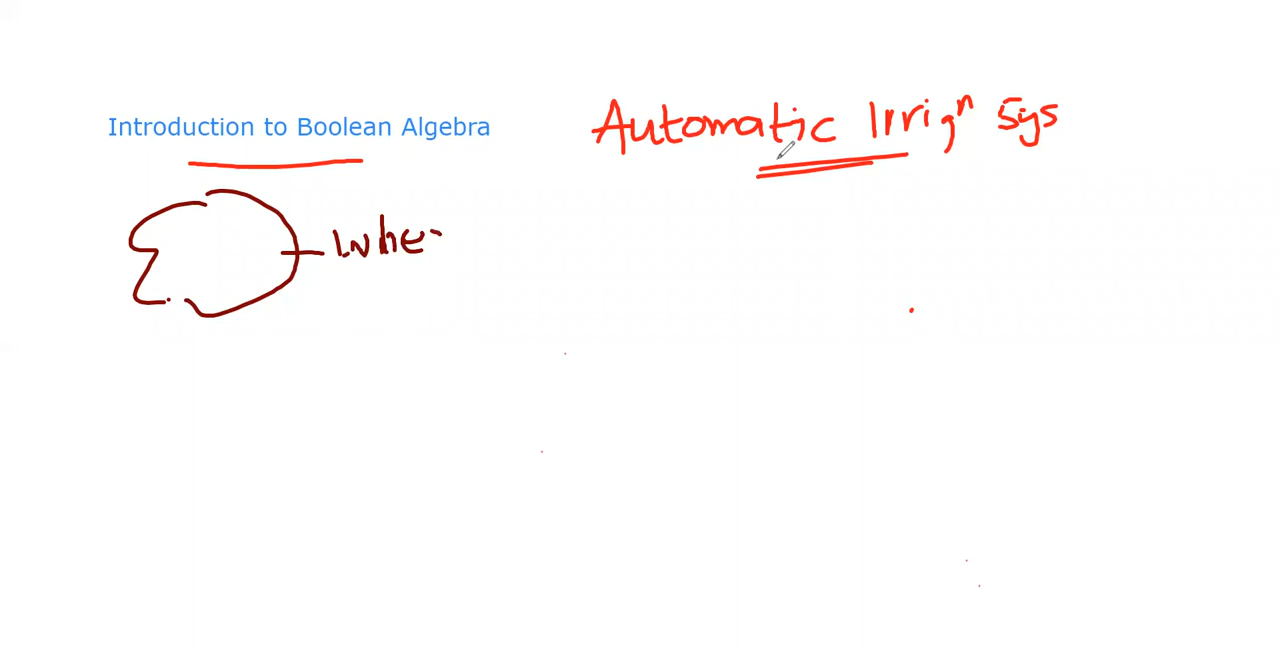 Introduction to Boolean Algebra
Automatic Irrigⁿ Sys
Whe